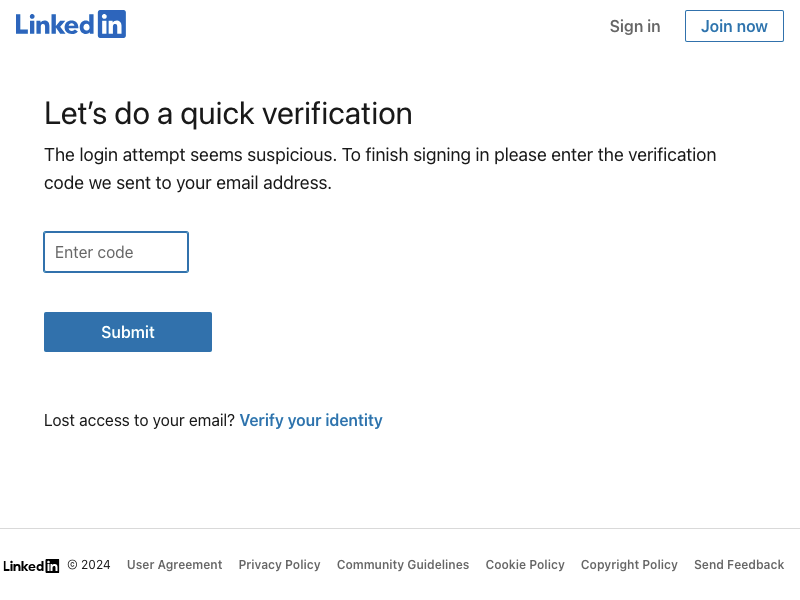 LinkedIn
Sign in
Join now
Let’s do a quick verification
The login attempt seems suspicious. To finish signing in please enter the verification
code we sent to your email address.
Enter code
Submit
Lost access to your email? Verify your identity
LinkedIn © 2024 User Agreement Privacy Policy Community Guidelines Cookie Policy Copyright Policy Send Feedback